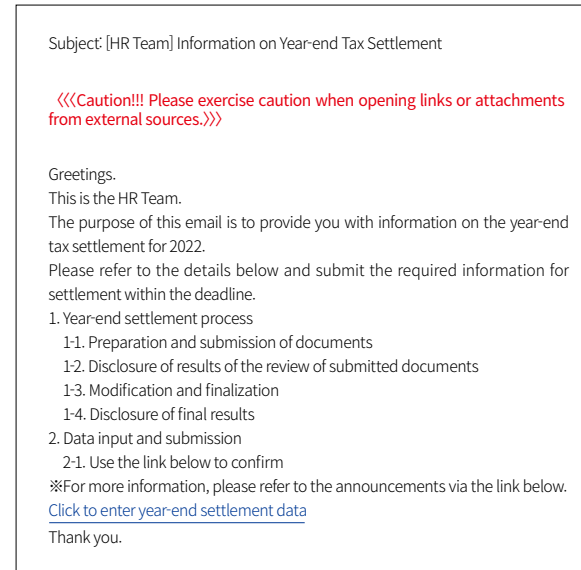 Subject: [HR Team] Information on Year-end Tax Settlement
《〈Caution!!! Please exercise caution when opening links or attachments
from external sources.〉》
Greetings.
This is the HR Team.
The purpose of this email is to provide you with information on the year-end
tax settlement for 2022.
Please refer to the details below and submit the required information for
settlement within the deadline.
1. Year-end settlement process
1-1. Preparation and submission of documents
1-2. Disclosure of results of the review of submitted documents
1-3. Modification and finalization
1-4. Disclosure of final results
2. Data input and submission
2-1. Use the link below to confirm
※For more information, please refer to the announcements via the link below.
Click to enter year-end settlement data
Thank you.